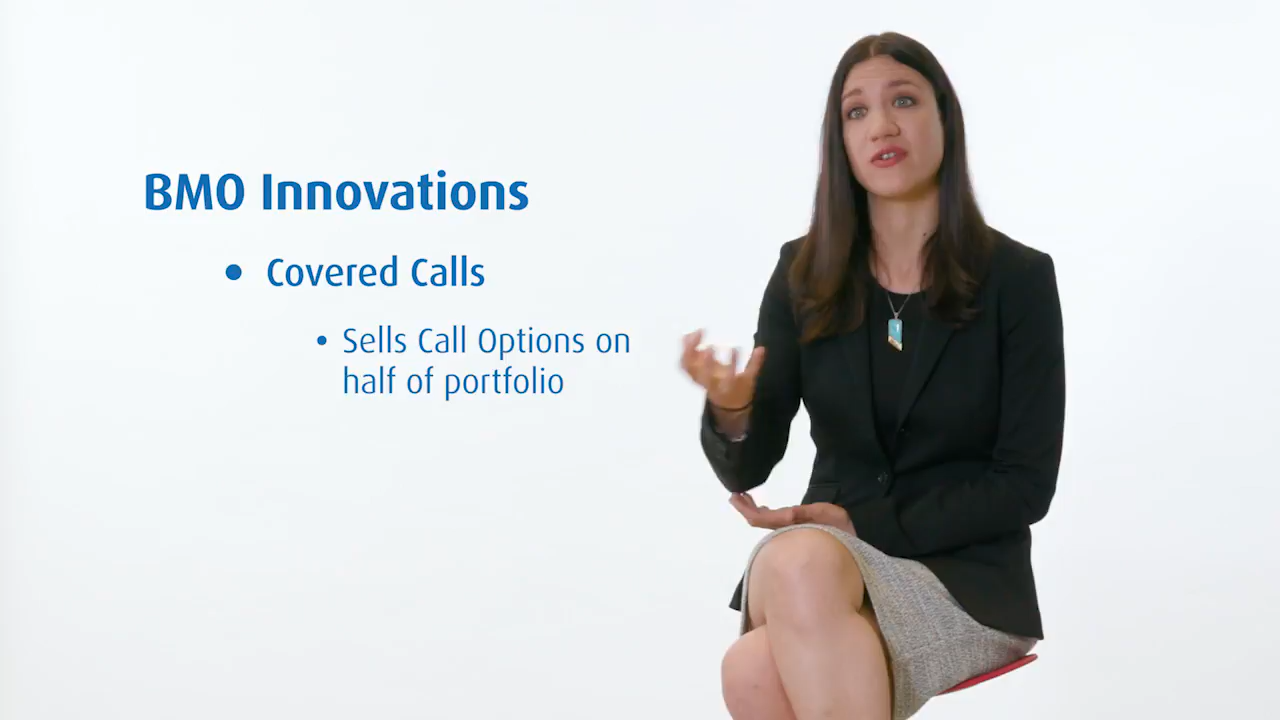 BMO Innovations
• Covered Calls
• Sells Call Options on
half of portfolio